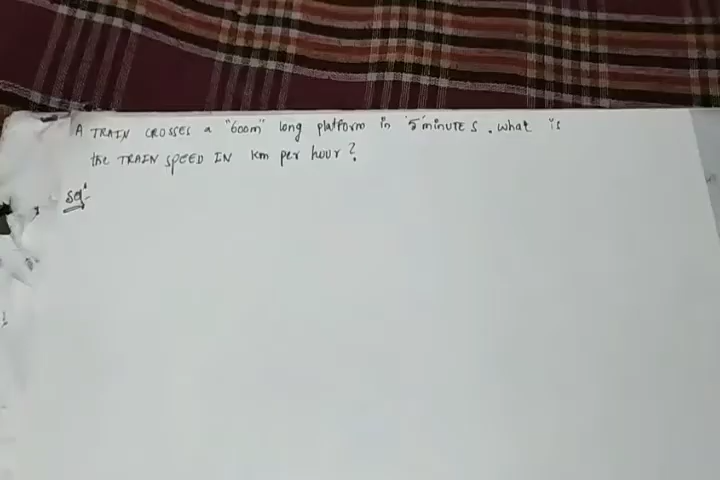 A TRAIN CROSSES a "600m" long platform in '5' minutes. what is
the TRAIN SPEED IN km per hour?
Sol:-